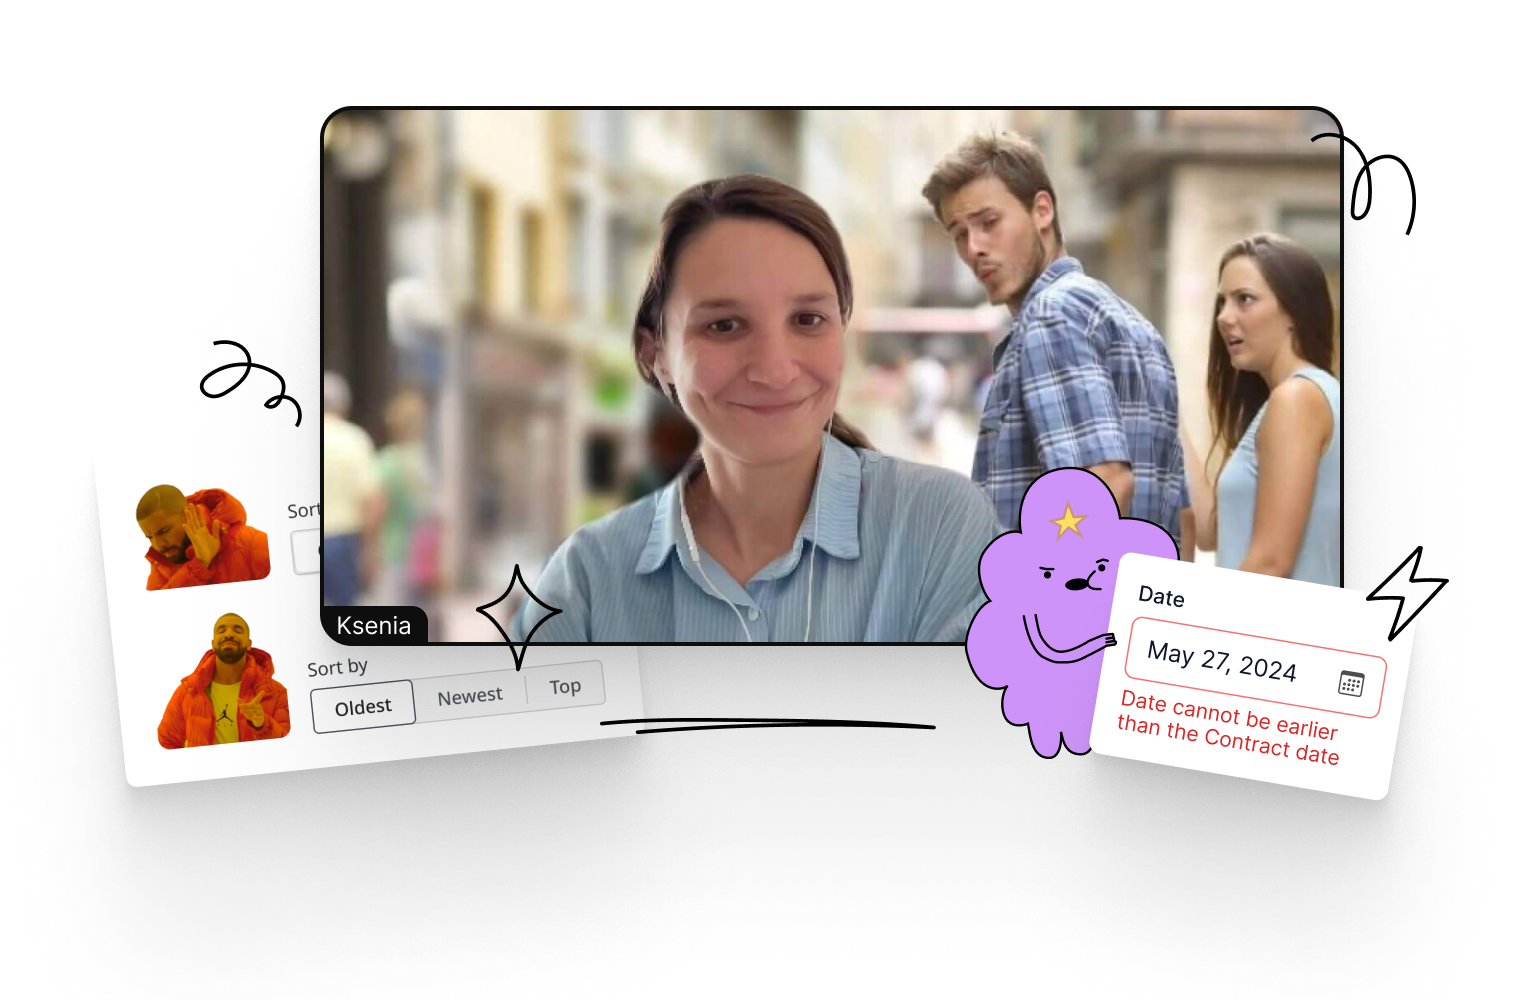 Sort
Ksenia
Sort by
Oldest
Newest
Top
Date
May 27, 2024
Date cannot be earlier
than the Contract date